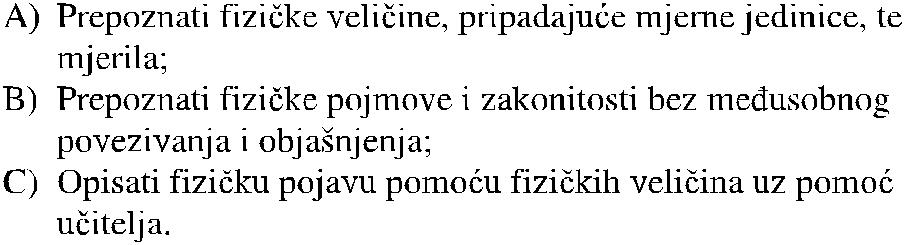 A) Prepoznati fizičke veličine, pripadajuće mjerne jedinice, te
mjerila;
B) Prepoznati fizičke pojmove i zakonitosti bez međusobnog
povezivanja i objašnjenja;
C) Opisati fizičku pojavu pomoću fizičkih veličina uz pomoć
učitelja.